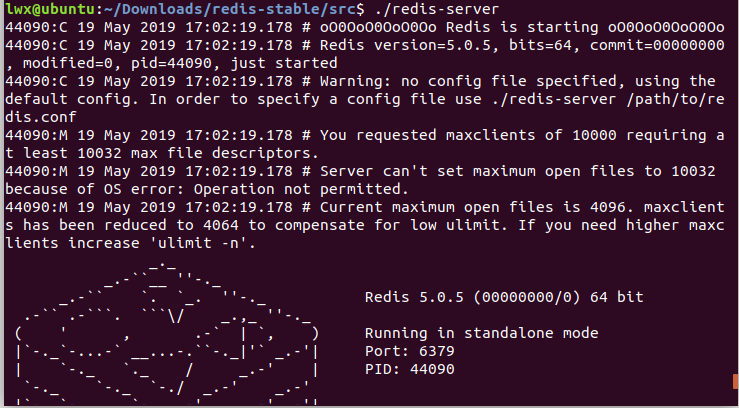 lwx@ubuntu:~/Downloads/redis-stable/src$ ./redis-server
44090:C 19 May 2019 17:02:19.178 # oO0OoO0OoO0Oo Redis is starting oO0OoO0OoO0Oo
44090:C 19 May 2019 17:02:19.178 # Redis version=5.0.5, bits=64, commit=00000000
, modified=0, pid=44090, just started
44090:C 19 May 2019 17:02:19.178 # Warning: no config file specified, using the
default config. In order to specify a config file use ./redis-server /path/to/re
dis.conf
44090:M 19 May 2019 17:02:19.178 # You requested maxclients of 10000 requiring a
t least 10032 max file descriptors.
44090:M 19 May 2019 17:02:19.178 # Server can't set maximum open files to 10032
because of OS error: Operation not permitted.
44090:M 19 May 2019 17:02:19.178 # Current maximum open files is 4096. maxclient
s has been reduced to 4064 to compensate for low ulimit. If you need higher maxc
lients increase 'ulimit -n'.
Redis 5.0.5 (00000000/0) 64 bit
Running in standalone mode
Port: 6379
PID: 44090